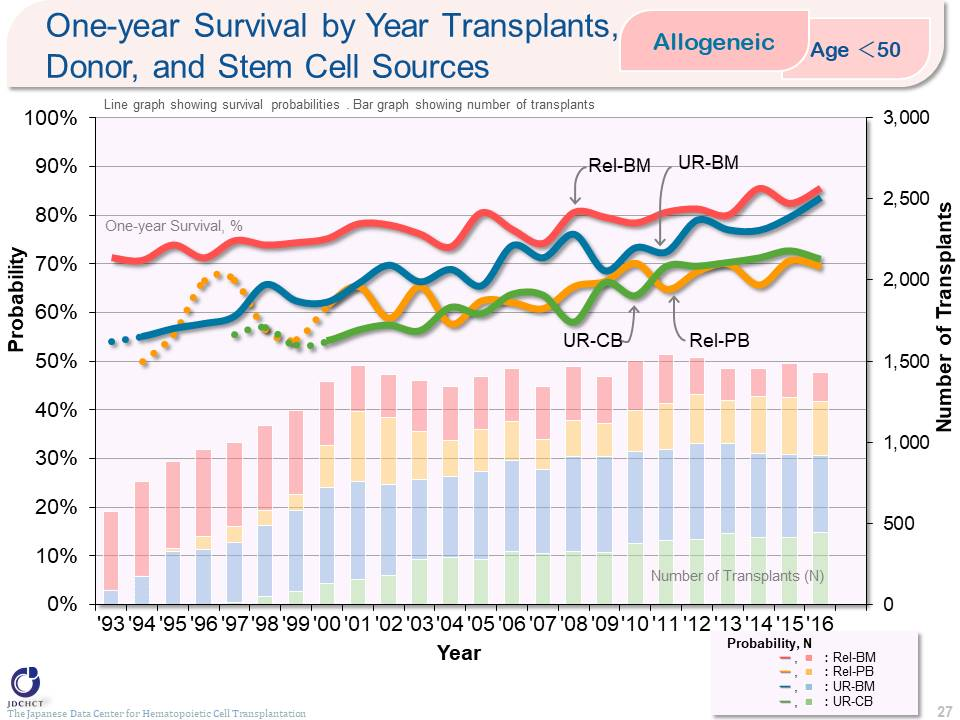 One-year Survival by Year Transplants,
Donor, and Stem Cell Sources
Allogeneic
Age ＜50
Line graph showing survival probabilities . Bar graph showing number of transplants
100%
90%
80%
70%
60%
50%
40%
30%
20%
10%
0%
Probability
One-year Survival, %
Rel-BM
UR-BM
UR-CB
Rel-PB
Number of Transplants (N)
3,000
2,500
2,000
1,500
1,000
500
0
Number of Transplants
'93 '94 '95 '96 '97 '98 '99 '00 '01 '02 '03 '04 '05 '06 '07 '08 '09 '10 '11 '12 '13 '14 '15 '16
Year
Probability, N
, : Rel-BM
, : Rel-PB
, : UR-BM
, : UR-CB
JDCHCT
The Japanese Data Center for Hematopoietic Cell Transplantation
27